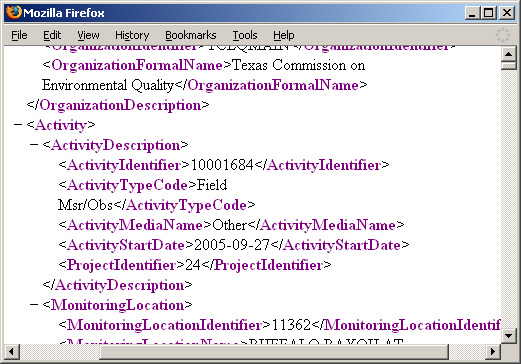 Mozilla Firefox
File Edit View History Bookmarks Tools Help
<OrganizationIdentifier>TCEQMAIN</OrganizationIdentifier>
<OrganizationFormalName>Texas Commission on
Environmental Quality</OrganizationFormalName>
</OrganizationDescription>
– <Activity>
– <ActivityDescription>
<ActivityIdentifier>10001684</ActivityIdentifier>
<ActivityTypeCode>Field
Msr/Obs</ActivityTypeCode>
<ActivityMediaName>Other</ActivityMediaName>
<ActivityStartDate>2005-09-27</ActivityStartDate>
<ProjectIdentifier>24</ProjectIdentifier>
</ActivityDescription>
– <MonitoringLocation>
<MonitoringLocationIdentifier>11362</MonitoringLocationIdentif
<MonitoringLocationName>BUFFALO BAYOU AT